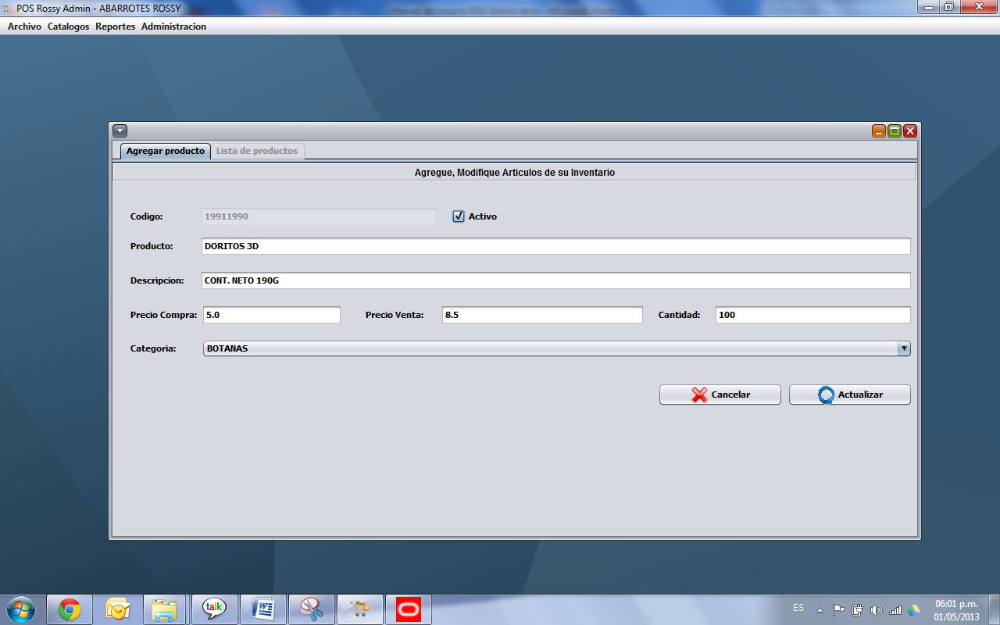 POS Rossy Admin - ABARROTES ROSSY
Archivo Catalogos Reportes Administracion
Agregar producto Lista de productos
Agregue, Modifique Articulos de su Inventario
Codigo: 19911990 Activo
Producto: DORITOS 3D
Descripcion: CONT. NETO 190G
Precio Compra: 5.0 Precio Venta: 8.5 Cantidad: 100
Categoria: BOTANAS
Cancelar Actualizar
talk
ES 06:01 p.m.
01/05/2013